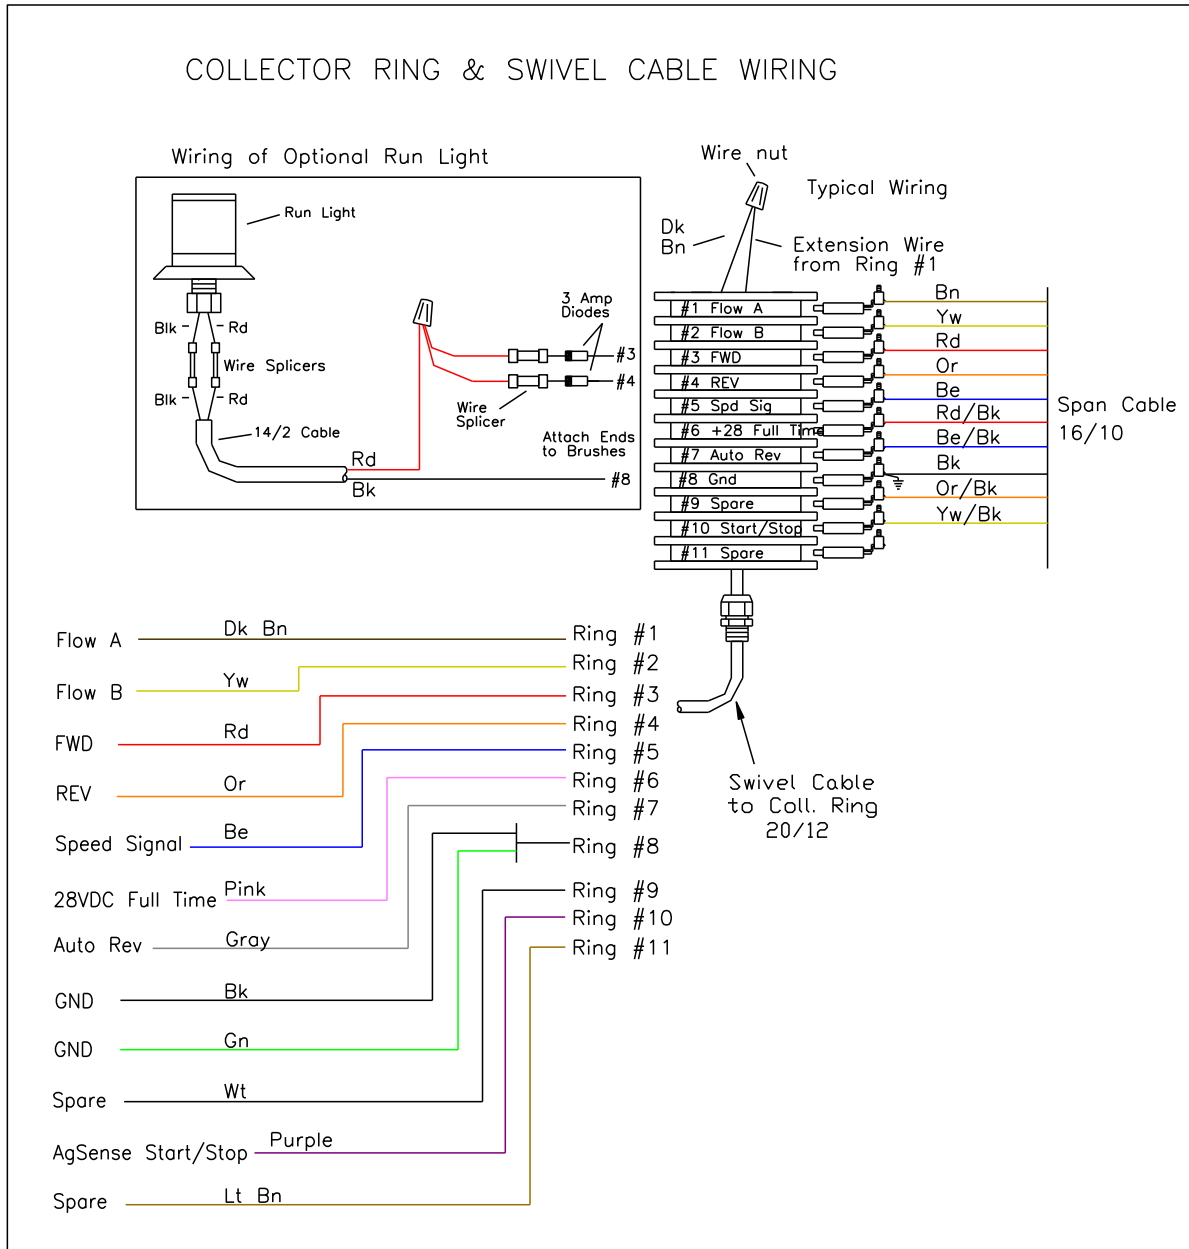 COLLECTOR RING & SWIVEL CABLE WIRING
Wiring of Optional Run Light
Run Light
Blk
Rd
Wire Splicers
Blk
Rd
14/2 Cable
Rd
Bk
3 Amp
Diodes
#3
#4
Wire
Splicer
Attach Ends
to Brushes
#8
Wire nut
Typical Wiring
Dk
Bn
Extension Wire
from Ring #1
#1 Flow A
#2 Flow B
#3 FWD
#4 REV
#5 Spd Sig
#6 +28 Full Time
#7 Auto Rev
#8 Gnd
#9 Spare
#10 Start/Stop
#11 Spare
Bn
Yw
Rd
Or
Be
Rd/Bk
Be/Bk
Bk
Or/Bk
Yw/Bk
Span Cable
16/10
Swivel Cable
to Coll. Ring
20/12
Flow A Dk Bn Ring #1
Flow B Yw Ring #2
FWD Rd Ring #3
REV Or Ring #4
Speed Signal Be Ring #5
28VDC Full Time Pink Ring #6
Auto Rev Gray Ring #7
GND Bk Ring #8
GND Gn
Spare Wt Ring #9
AgSense Start/Stop Purple Ring #10
Spare Lt Bn Ring #11